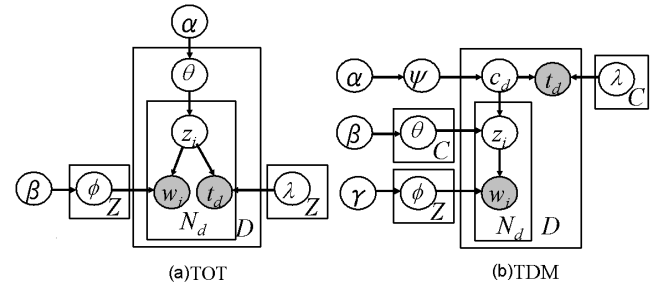 α
θ
z_i
β ϕ Z w_i t_d λ Z
N_d D
(a)TOT
α ψ c_d t_d λ C
β θ C z_i
γ ϕ Z w_i
N_d D
(b)TDM